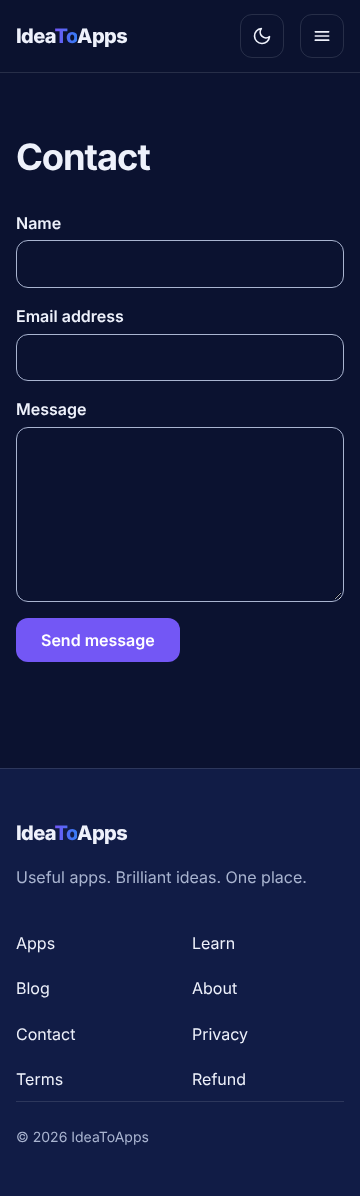 IdeaToApps
Contact
Name
Email address
Message
Send message
IdeaToApps
Useful apps. Brilliant ideas. One place.
Apps
Learn
Blog
About
Contact
Privacy
Terms
Refund
© 2026 IdeaToApps